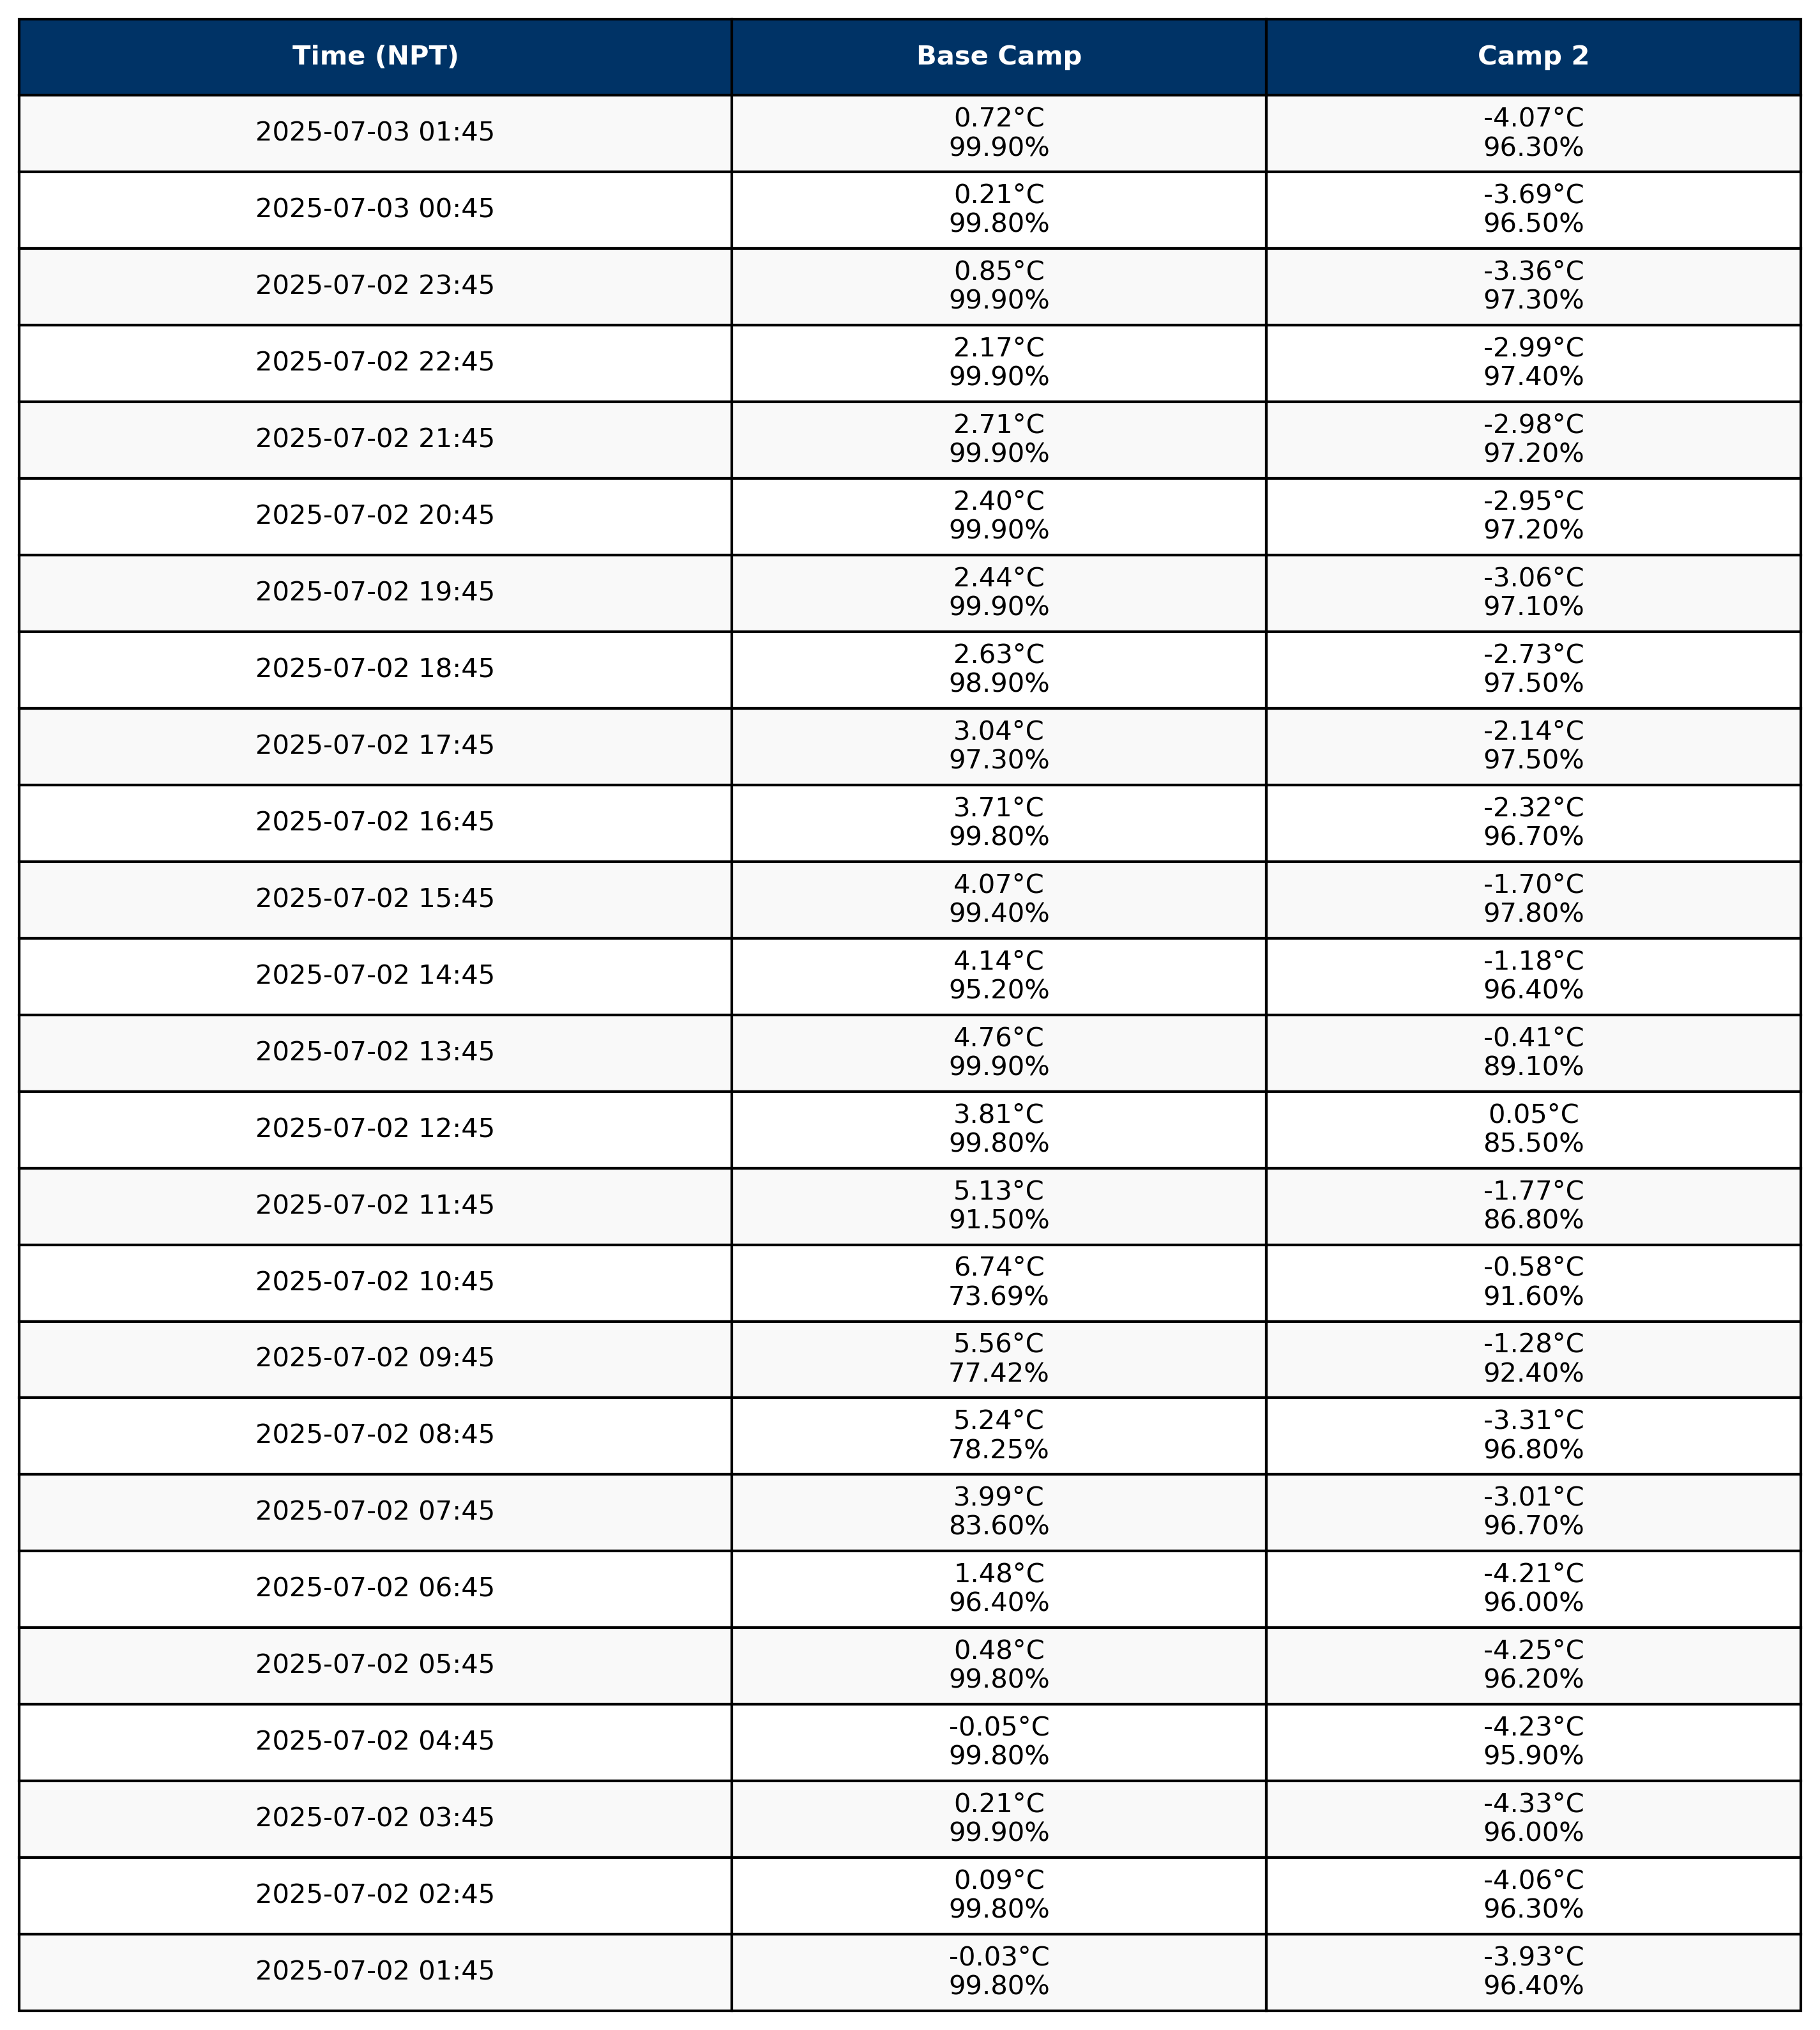 Time (NPT) Base Camp Camp 2
0.72°C -4.07°C
2025-07-03 01:45
99.90% 96.30%
0.21°C -3.69°C
2025-07-03 00:45
99.80% 96.50%
0.85°C -3.36°C
2025-07-02 23:45
99.90% 97.30%
2.17°C -2.99°C
2025-07-02 22:45
99.90% 97.40%
2.71°C -2.98°C
2025-07-02 21:45
99.90% 97.20%
2.40°C -2.95°C
2025-07-02 20:45
99.90% 97.20%
2.44°C -3.06°C
2025-07-02 19:45
99.90% 97.10%
2.63°C -2.73°C
2025-07-02 18:45
98.90% 97.50%
3.04°C -2.14°C
2025-07-02 17:45
97.30% 97.50%
3.71°C -2.32°C
2025-07-02 16:45
99.80% 96.70%
4.07°C -1.70°C
2025-07-02 15:45
99.40% 97.80%
4.14°C -1.18°C
2025-07-02 14:45
95.20% 96.40%
4.76°C -0.41°C
2025-07-02 13:45
99.90% 89.10%
3.81°C 0.05°C
2025-07-02 12:45
99.80% 85.50%
5.13°C -1.77°C
2025-07-02 11:45
91.50% 86.80%
6.74°C -0.58°C
2025-07-02 10:45
73.69% 91.60%
5.56°C -1.28°C
2025-07-02 09:45
77.42% 92.40%
5.24°C -3.31°C
2025-07-02 08:45
78.25% 96.80%
3.99°C -3.01°C
2025-07-02 07:45
83.60% 96.70%
1.48°C -4.21°C
2025-07-02 06:45
96.40% 96.00%
0.48°C -4.25°C
2025-07-02 05:45
99.80% 96.20%
-0.05°C -4.23°C
2025-07-02 04:45
99.80% 95.90%
0.21°C -4.33°C
2025-07-02 03:45
99.90% 96.00%
0.09°C -4.06°C
2025-07-02 02:45
99.80% 96.30%
-0.03°C -3.93°C
2025-07-02 01:45
99.80% 96.40%